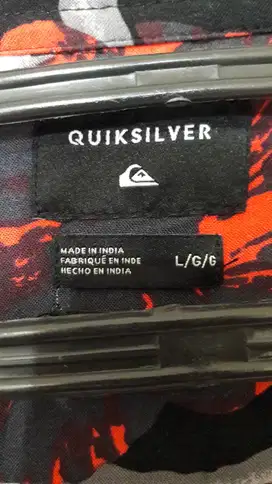 QUIKSILVER
MADE IN INDIA
FABRIQUÉ EN INDE
HECHO EN INDIA
L/G/G